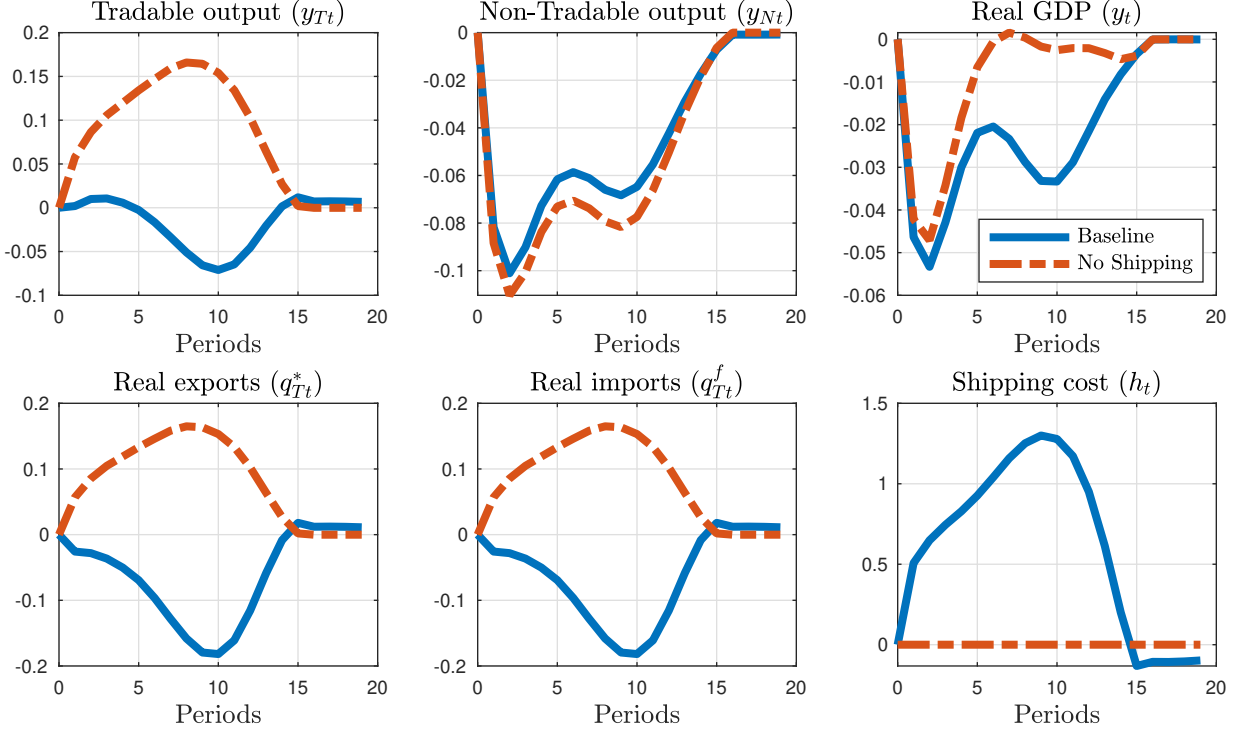 Tradable output (y_{Tt})
0.2
0.15
0.1
0.05
0
-0.05
-0.1
0 5 10 15 20
Periods
Non-Tradable output (y_{Nt})
0
-0.02
-0.04
-0.06
-0.08
-0.1
0 5 10 15 20
Periods
Real GDP (y_t)
0
-0.01
-0.02
-0.03
-0.04
-0.05
-0.06
Baseline
No Shipping
0 5 10 15 20
Periods
Real exports (q^*_{Tt})
0.2
0.1
0
-0.1
-0.2
0 5 10 15 20
Periods
Real imports (q^f_{Tt})
0.2
0.1
0
-0.1
-0.2
0 5 10 15 20
Periods
Shipping cost (h_t)
1.5
1
0.5
0
0 5 10 15 20
Periods